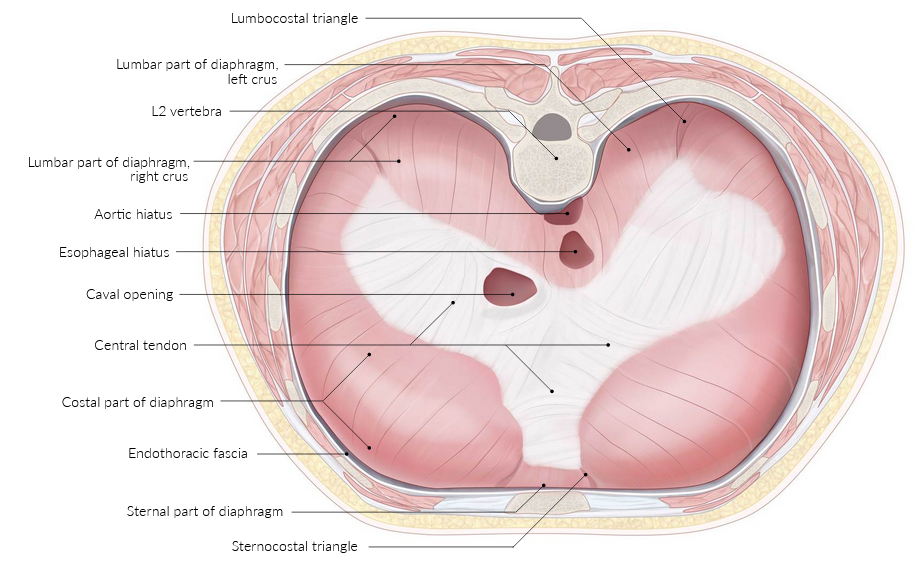 Lumbocostal triangle
Lumbar part of diaphragm,
left crus
L2 vertebra
Lumbar part of diaphragm,
right crus
Aortic hiatus
Esophageal hiatus
Caval opening
Central tendon
Costal part of diaphragm
Endothoracic fascia
Sternal part of diaphragm
Sternocostal triangle